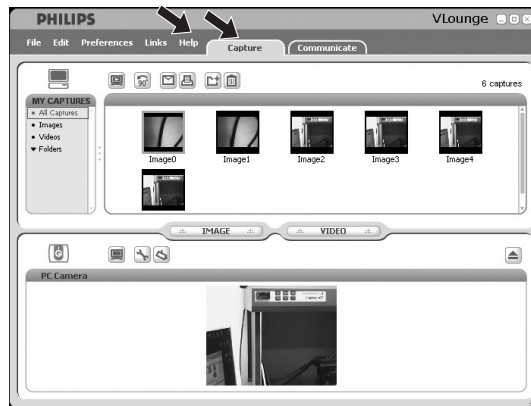 PHILIPS
VLounge
File Edit Preferences Links Help
Capture
Communicate
90°
6 captures
MY CAPTURES
All Captures
Images
Videos
Folders
Image0 Image1 Image2 Image3 Image4
IMAGE
VIDEO
PC Camera